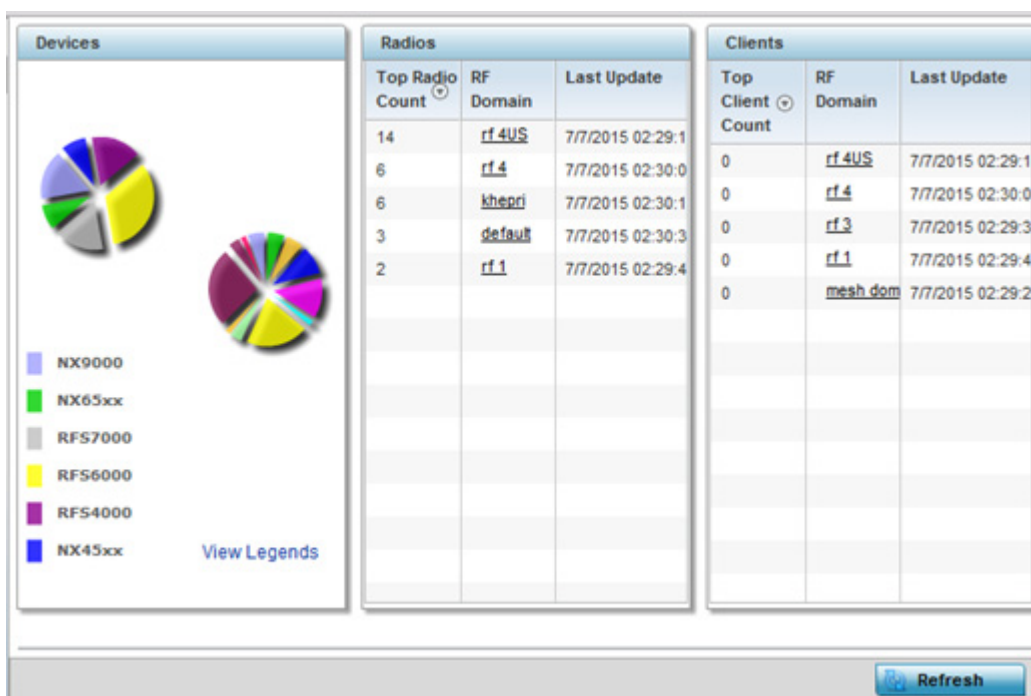 Devices
NX9000
NX65xx
RFS7000
RFS6000
RFS4000
NX45xx
View Legends
Radios
Top Radio Count RF Domain Last Update
14 rf 4US 7/7/2015 02:29:1
6 rf 4 7/7/2015 02:30:0
6 khepri 7/7/2015 02:30:1
3 default 7/7/2015 02:30:3
2 rf 1 7/7/2015 02:29:4
Clients
Top Client Count RF Domain Last Update
0 rf 4US 7/7/2015 02:29:1
0 rf 4 7/7/2015 02:30:0
0 rf 3 7/7/2015 02:29:3
0 rf 1 7/7/2015 02:29:4
0 mesh dom 7/7/2015 02:29:2
Refresh